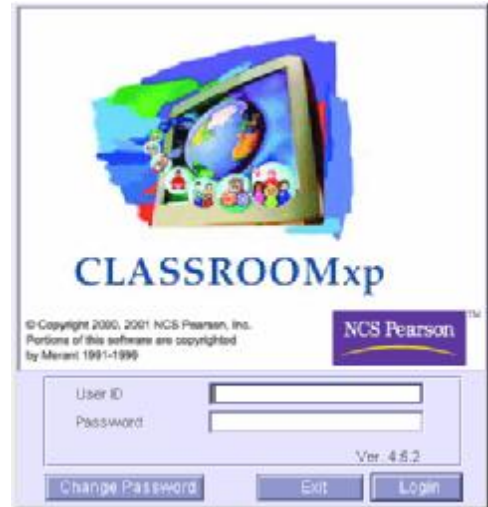 CLASSROOMxp
© Copyright 2000, 2001 NCS Pearson, Inc.
Portions of this software are copyrighted
by Merant 1991-1996
NCS Pearson
TM
User ID
Password
Ver. 4.6.2
Change Password
Exit
Login